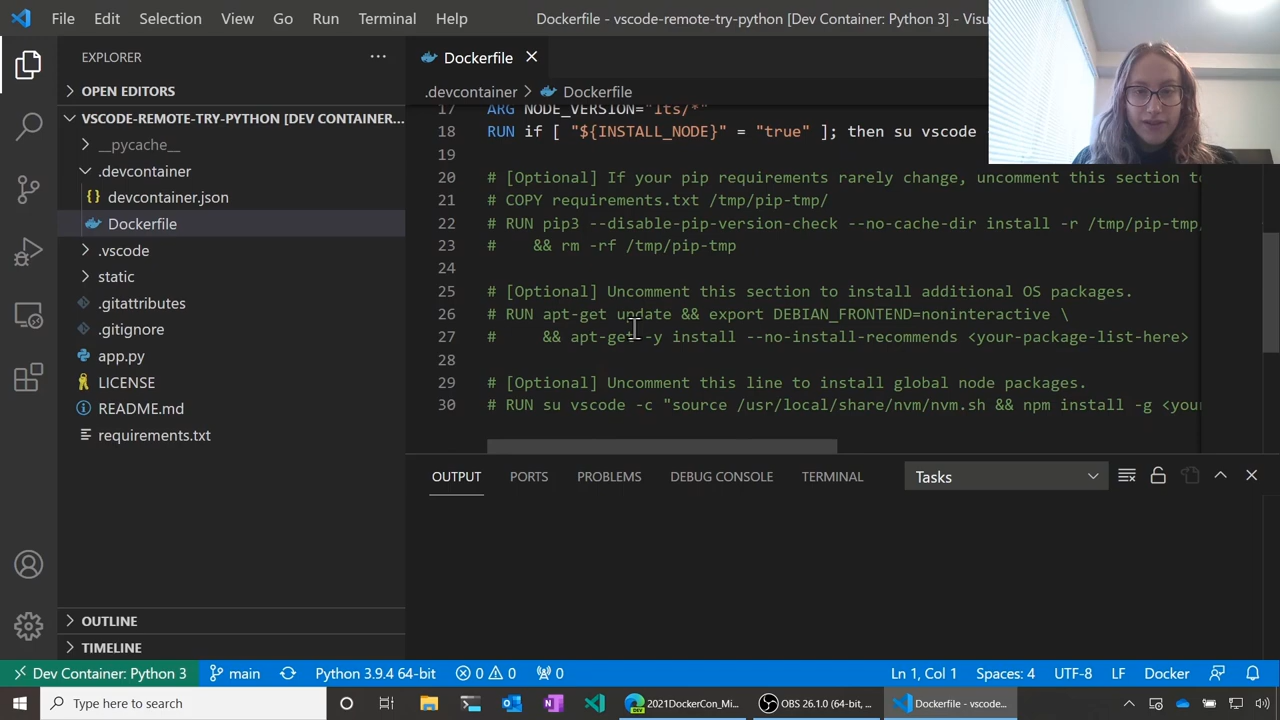 File Edit Selection View Go Run Terminal Help
Dockerfile - vscode-remote-try-python [Dev Container: Python 3] - Visu
EXPLORER
OPEN EDITORS
VSCODE-REMOTE-TRY-PYTHON [DEV CONTAINER...
__pycache__
.devcontainer
devcontainer.json
Dockerfile
.vscode
static
.gitattributes
.gitignore
app.py
LICENSE
README.md
requirements.txt
OUTLINE
TIMELINE
Dockerfile
.devcontainer > Dockerfile
17 ARG NODE_VERSION="lts/*"
18 RUN if [ "${INSTALL_NODE}" = "true" ]; then su vscode
19
20 # [Optional] If your pip requirements rarely change, uncomment this section to
21 # COPY requirements.txt /tmp/pip-tmp/
22 # RUN pip3 --disable-pip-version-check --no-cache-dir install -r /tmp/pip-tmp/
23 # && rm -rf /tmp/pip-tmp
24
25 # [Optional] Uncomment this section to install additional OS packages.
26 # RUN apt-get update && export DEBIAN_FRONTEND=noninteractive \
27 # && apt-get -y install --no-install-recommends <your-package-list-here>
28
29 # [Optional] Uncomment this line to install global node packages.
30 # RUN su vscode -c "source /usr/local/share/nvm/nvm.sh && npm install -g <your
OUTPUT PORTS PROBLEMS DEBUG CONSOLE TERMINAL
Tasks
Dev Container: Python 3 main Python 3.9.4 64-bit 0 0 0 Ln 1, Col 1 Spaces: 4 UTF-8 LF Docker
Type here to search
2021DockerCon_Mi...
OBS 26.1.0 (64-bit, ...
Dockerfile - vscode...